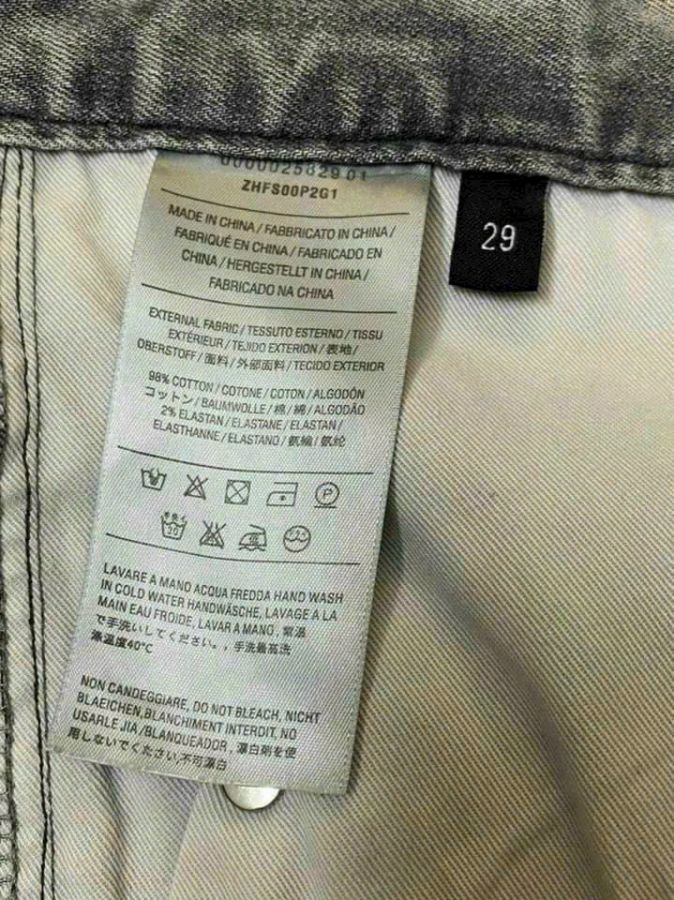 0000025829 01
ZHFS00P2G1
MADE IN CHINA / FABBRICATO IN CHINA /
FABRIQUÉ EN CHINA / FABRICADO EN
CHINA / HERGESTELLT IN CHINA /
FABRICADO NA CHINA
EXTERNAL FABRIC / TESSUTO ESTERNO / TISSU
EXTÉRIEUR / TEJIDO EXTERION / 表地 /
OBERSTOFF / 面料 / 外部面料 / TECIDO EXTERIOR
98% COTTON / COTONE / COTON / ALGODÓN
コットン / BAUMWOLLE / 棉 / 綿 / ALGODÃO
2% ELASTAN / ELASTANE / ELASTAN /
ELASTHANNE / ELASTANO / 氨綸 / 氨纶
P
30
LAVARE A MANO ACQUA FREDDA HAND WASH
IN COLD WATER HANDWÄSCHE, LAVAGE A LA
MAIN EAU FROIDE, LAVAR A MANO, 常温
で手洗いしてください。, 手洗最高洗
滌温度40℃
NON CANDEGGIARE, DO NOT BLEACH, NICHT
BLAEICHEN, BLANCHIMENT INTERDIT, NO
USARLE JIA / BLANQUEADOR , 漂白剤を使
用しないでください,不可漂白
29